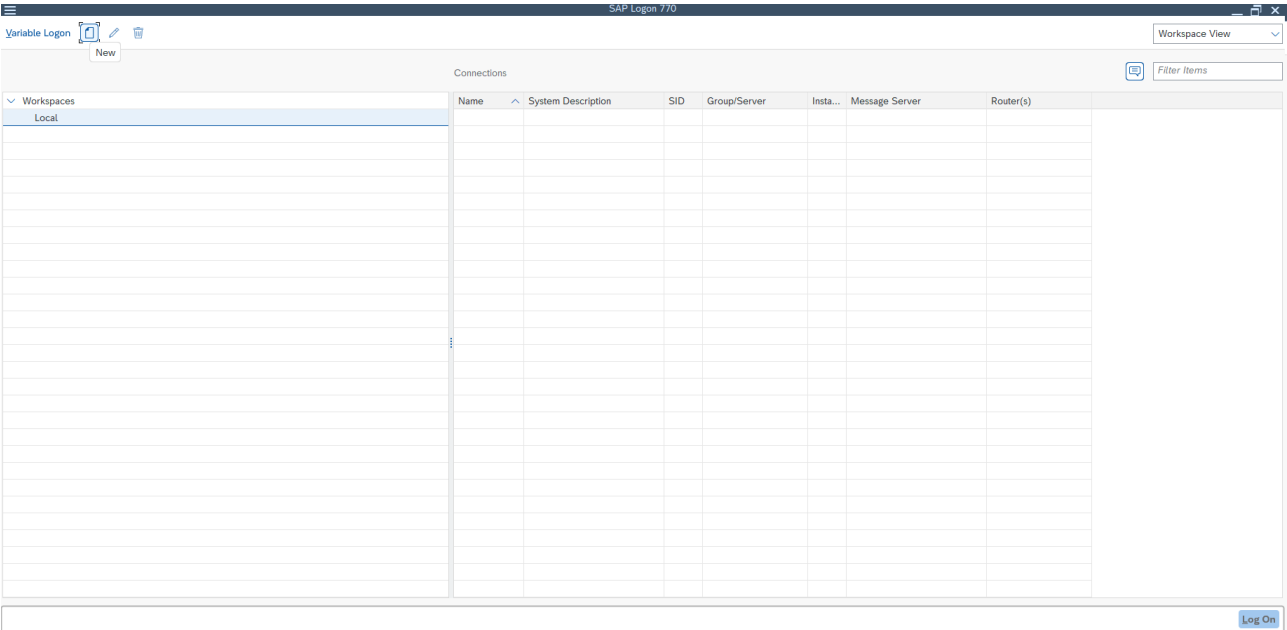 SAP Logon 770
Variable Logon
Workspace View
New
Connections
Filter Items
Workspaces
Name System Description SID Group/Server Insta... Message Server Router(s)
Local
Log On